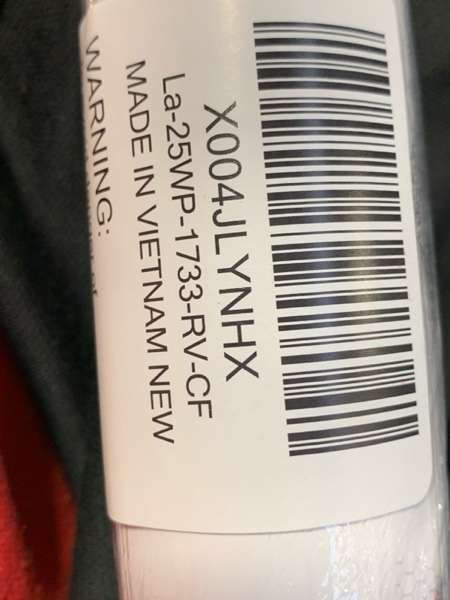 X004JLYNHX
La-25WP-1733-RV-CF
MADE IN VIETNAM NEW
WARNING: